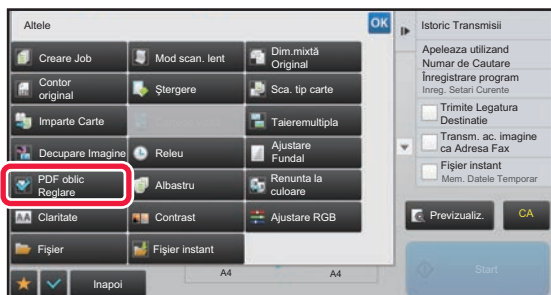 Altele
OK
Creare Job
Mod scan. lent
Dim.mixtă
Original
Contor
original
Ştergere
Sca. tip carte
Imparte Carte
Taieremultipla
Decupare Imagine
Releu
Ajustare
Fundal
PDF oblic
Reglare
Albastru
Renunta la
culoare
Claritate
Contrast
Ajustare RGB
Fişier
Fişier instant
Inapoi
A4
A4
Istoric Transmisii
Apeleaza utilizand
Numar de Cautare
Înregistrare program
Inreg. Setari Curente
Trimite Legatura
Destinatie
Transm. ac. imagine
ca Adresa Fax
Fişier instant
Mem. Datele Temporar
Previzualiz.
CA
Start